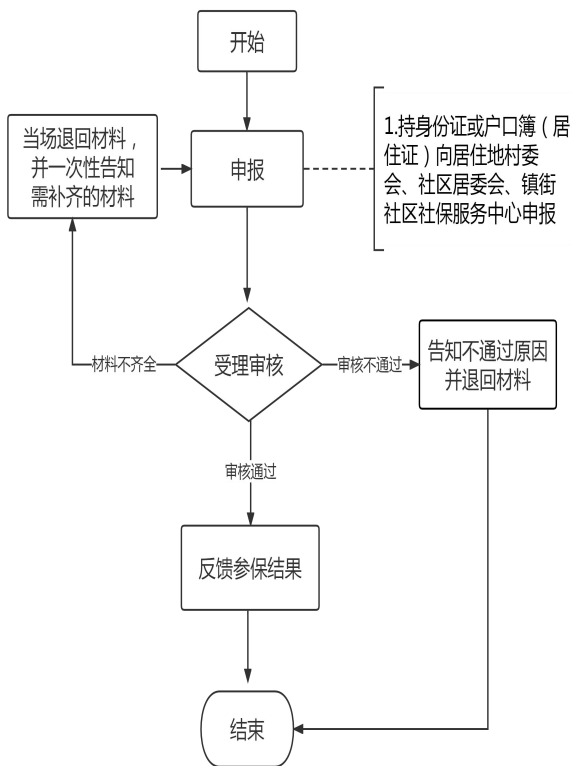 开始
当场退回材料，
并一次性告知
需补齐的材料
申报
1.持身份证或户口簿（居
住证）向居住地村委
会、社区居委会、镇街
社区社保服务中心申报
材料不齐全
受理审核
审核不通过
告知不通过原因
并退回材料
审核通过
反馈参保结果
结束